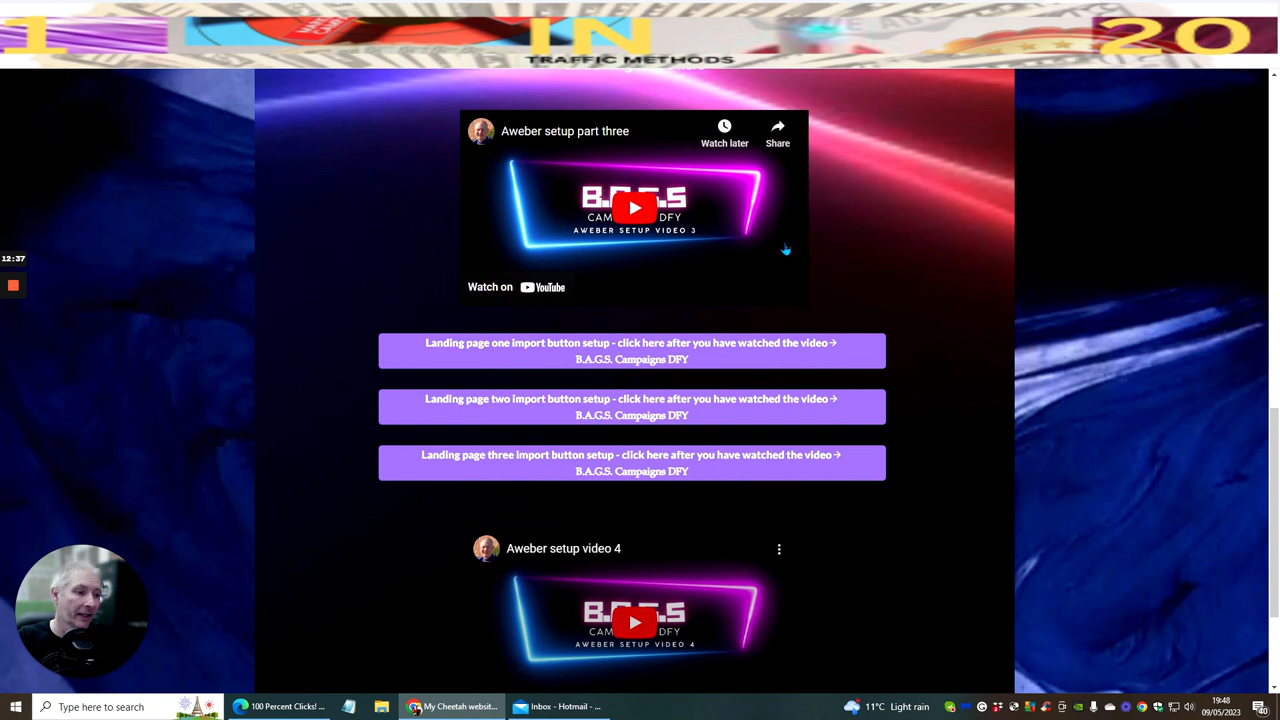 1 IN 20
TRAFFIC METHODS
Aweber setup part three
Watch later
Share
B.A.G.S
CAM DFY
AWEBER SETUP VIDEO 3
12:37
Watch on YouTube
Landing page one import button setup - click here after you have watched the video →
B.A.G.S. Campaigns DFY
Landing page two import button setup - click here after you have watched the video →
B.A.G.S. Campaigns DFY
Landing page three import button setup - click here after you have watched the video →
B.A.G.S. Campaigns DFY
Aweber setup video 4
B.A.G.S
CAM DFY
AWEBER SETUP VIDEO 4
Type here to search
100 Percent Clicks! ...
My Cheetah websit...
Inbox - Hotmail - ...
11°C Light rain
19:48
09/05/2023
40